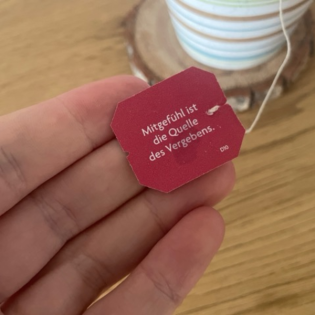 Mitgefühl ist
die Quelle
des Vergebens.